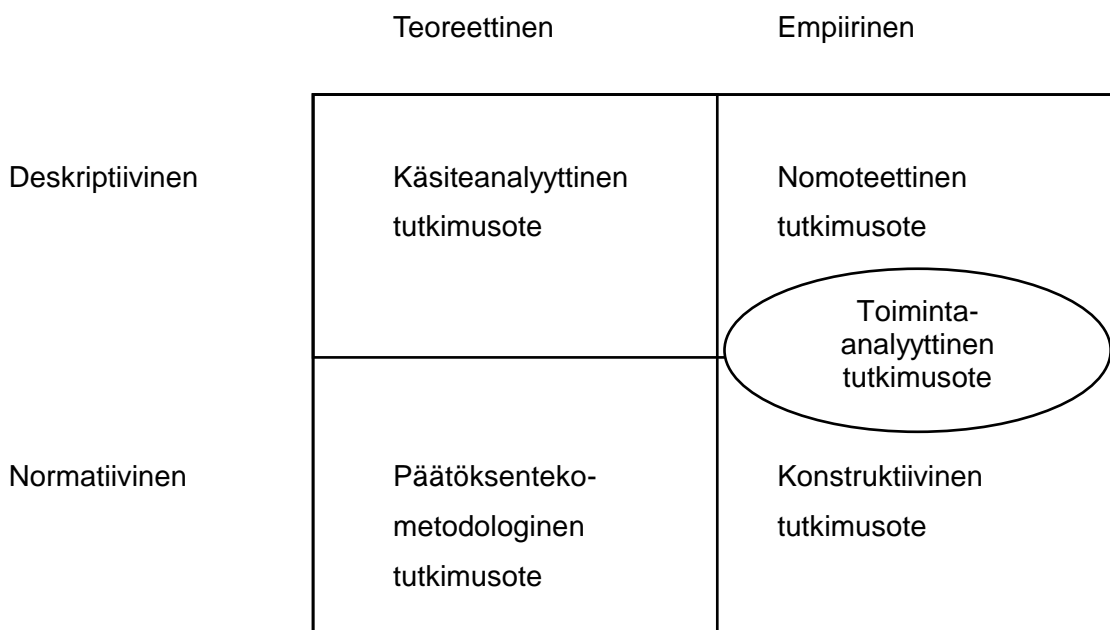 Teoreettinen Empiirinen
Deskriptiivinen Käsiteanalyyttinen Nomoteettinen
tutkimusote tutkimusote
Toiminta-
analyyttinen
tutkimusote
Normatiivinen Päätöksenteko- Konstruktiivinen
metodologinen tutkimusote
tutkimusote